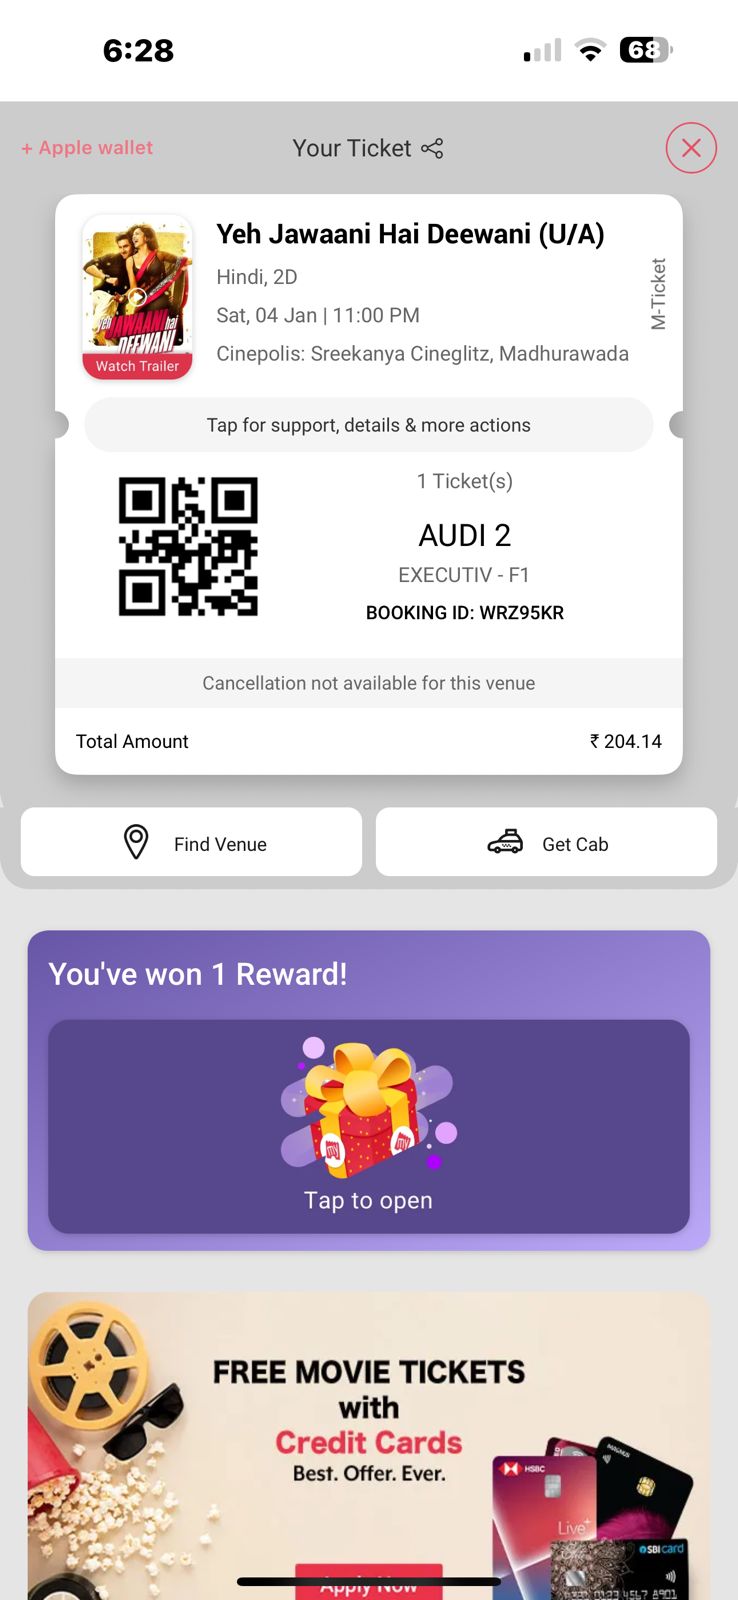 6:28
68
+ Apple wallet
Your Ticket
Yeh Jawaani Hai Deewani (U/A)
Hindi, 2D
Sat, 04 Jan | 11:00 PM
Cinepolis: Sreekanya Cineglitz, Madhurawada
M-Ticket
Yeh
JAWAANI hai
DEEWANI
Watch Trailer
Tap for support, details & more actions
1 Ticket(s)
AUDI 2
EXECUTIV - F1
BOOKING ID: WRZ95KR
Cancellation not available for this venue
Total Amount
₹ 204.14
Find Venue
Get Cab
You've won 1 Reward!
Tap to open
FREE MOVIE TICKETS
with
Credit Cards
Best. Offer. Ever.
HSBC
MAGNUS
Live+
SBI card
Apply Now